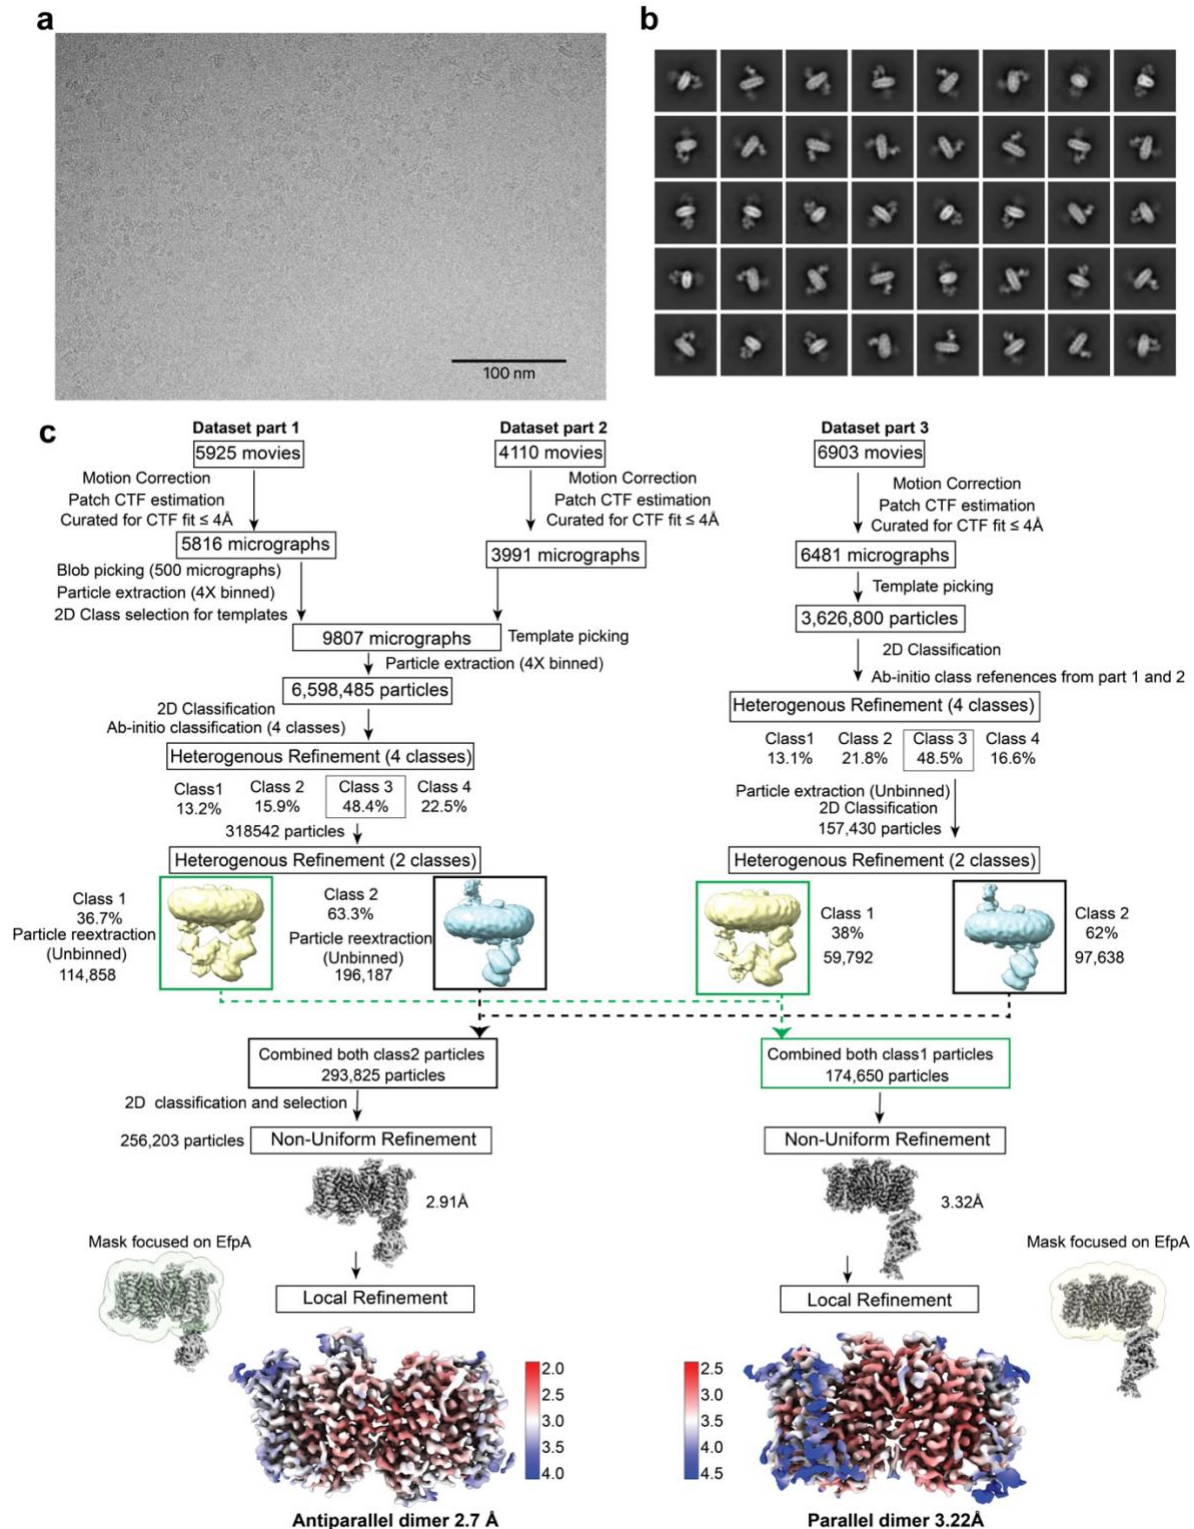 a
b
100 nm
c
Dataset part 1
Dataset part 2
Dataset part 3
5925 movies
4110 movies
6903 movies
Motion Correction
Patch CTF estimation
Curated for CTF fit ≤ 4Å
Motion Correction
Patch CTF estimation
Curated for CTF fit ≤ 4Å
Motion Correction
Patch CTF estimation
Curated for CTF fit ≤ 4Å
5816 micrographs
3991 micrographs
6481 micrographs
Blob picking (500 micrographs)
Particle extraction (4X binned)
2D Class selection for templates
Template picking
3,626,800 particles
9807 micrographs
Template picking
Particle extraction (4X binned)
6,598,485 particles
2D Classification
Ab-initio class refenences from part 1 and 2
2D Classification
Ab-initio classification (4 classes)
Heterogenous Refinement (4 classes)
Heterogenous Refinement (4 classes)
Class1
13.2%
Class 2
15.9%
Class 3
48.4%
Class 4
22.5%
Class1
13.1%
Class 2
21.8%
Class 3
48.5%
Class 4
16.6%
318542 particles
Particle extraction (Unbinned)
2D Classification
157,430 particles
Heterogenous Refinement (2 classes)
Heterogenous Refinement (2 classes)
Class 1
36.7%
Particle reextraction
(Unbinned)
114,858
Class 2
63.3%
Particle reextraction
(Unbinned)
196,187
Class 1
38%
59,792
Class 2
62%
97,638
Combined both class2 particles
293,825 particles
Combined both class1 particles
174,650 particles
2D classification and selection
256,203 particles
Non-Uniform Refinement
Non-Uniform Refinement
2.91Å
3.32Å
Mask focused on EfpA
Mask focused on EfpA
Local Refinement
Local Refinement
2.0
2.5
3.0
3.5
4.0
2.5
3.0
3.5
4.0
4.5
Antiparallel dimer 2.7 Å
Parallel dimer 3.22Å